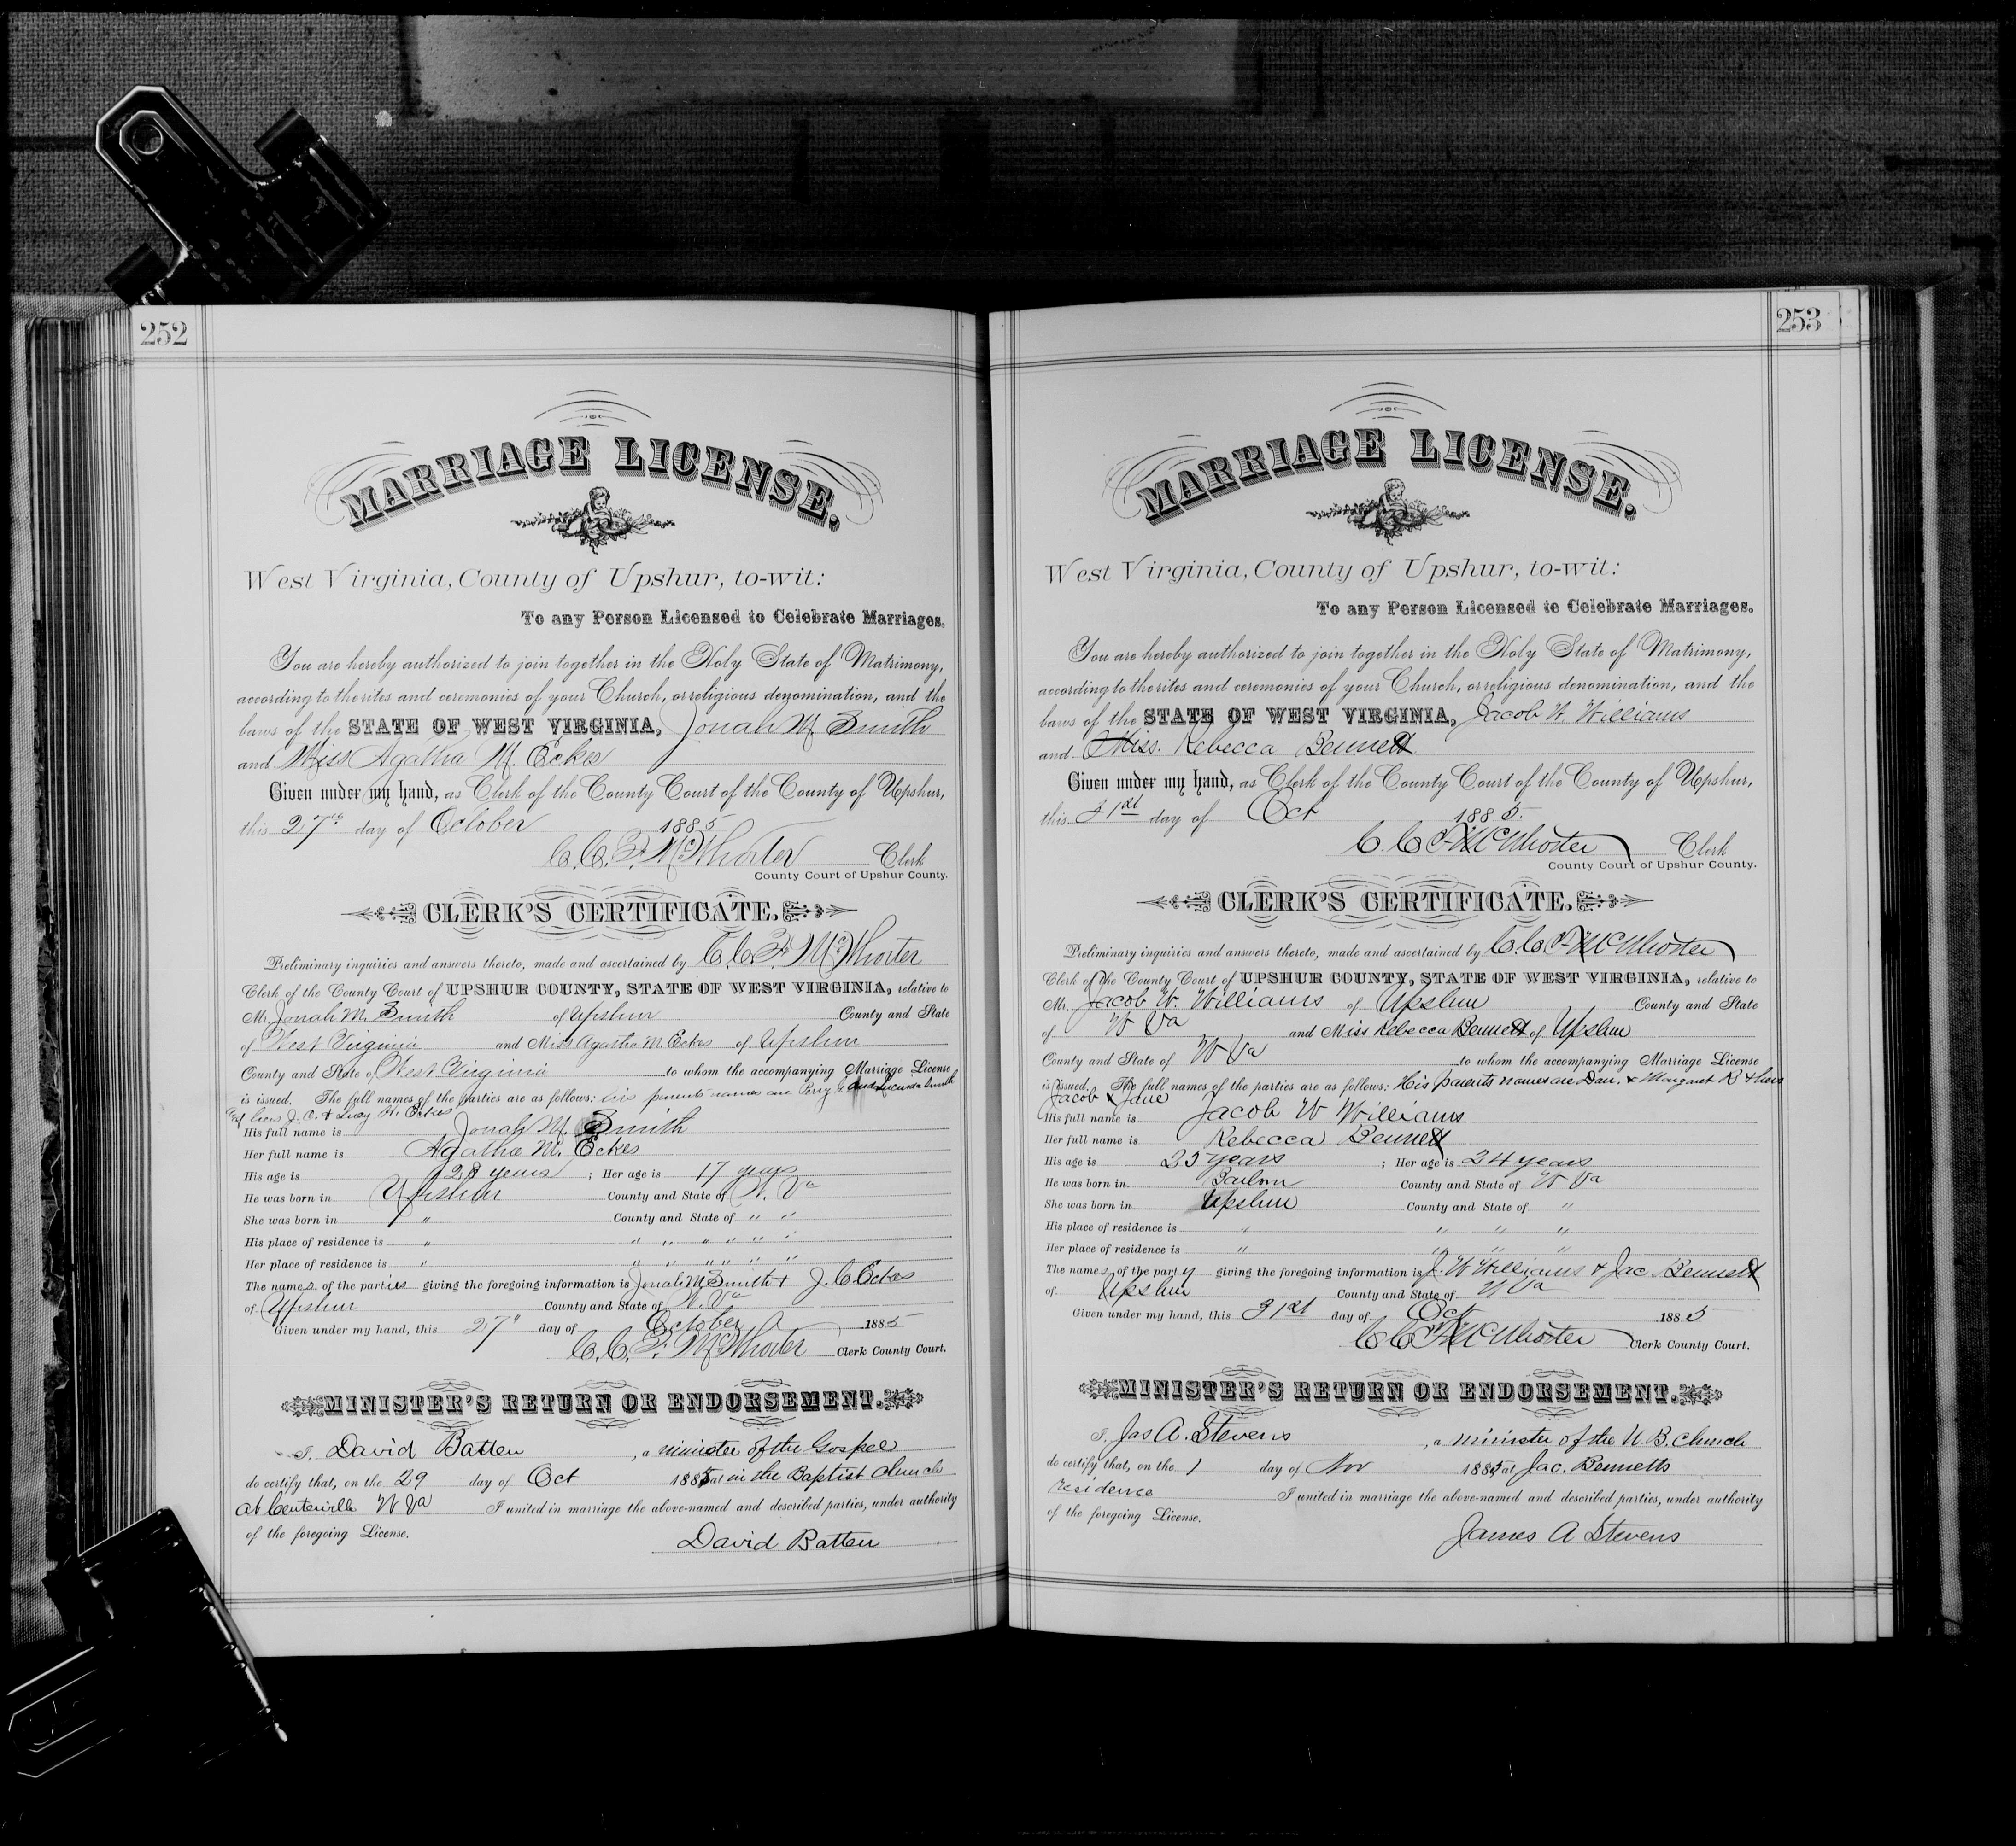 252
MARRIAGE LICENSE.
West Virginia, County of Upshur, to-wit:
To any Person Licensed to Celebrate Marriages.
You are hereby authorized to join together in the Holy State of Matrimony,
according to the rites and ceremonies of your Church, or religious denomination, and the
laws of the STATE OF WEST VIRGINIA, Jonah M. Smith
and Miss Agatha M. Eckes
Given under my hand, as Clerk of the County Court of the County of Upshur,
this 27th day of October 1885
C. C. F. McWhorter Clerk
County Court of Upshur County.
CLERK'S CERTIFICATE.
Preliminary inquiries and answers thereto, made and ascertained by C. C. F. McWhorter
Clerk of the County Court of UPSHUR COUNTY, STATE OF WEST VIRGINIA, relative to
Mr. Jonah M. Smith of Upshur County and State
of West Virginia and Miss Agatha M. Eckes of Upshur
County and State of West Virginia to whom the accompanying Marriage License
is issued. The full names of the parties are as follows: his parents names are Perry G and Lucinda Smith
and hers J. C. & Lucy H. Eckes
His full name is Jonah M. Smith
Her full name is Agatha M. Eckes
His age is 28 years ; Her age is 17 years
He was born in Upshur County and State of W. Va
She was born in " County and State of " "
His place of residence is " " " " " " "
Her place of residence is " " " " " " "
The names of the parties giving the foregoing information is Jonah M Smith & J. C. Eckes
of Upshur County and State of W. Va
Given under my hand, this 27" day of October 1885
C. C. F. McWhorter Clerk County Court.
MINISTER'S RETURN OR ENDORSEMENT.
I, David Batten, a minister of the Gospel
do certify that, on the 29 day of Oct 1885 at in the Baptist Church
at Centerville W Va I united in marriage the above-named and described parties, under authority
of the foregoing License.
David Batten
253
MARRIAGE LICENSE.
West Virginia, County of Upshur, to-wit:
To any Person Licensed to Celebrate Marriages.
You are hereby authorized to join together in the Holy State of Matrimony,
according to the rites and ceremonies of your Church, or religious denomination, and the
laws of the STATE OF WEST VIRGINIA, Jacob W. Williams
and Miss. Rebecca Bennett
Given under my hand, as Clerk of the County Court of the County of Upshur,
this 31st day of Oct 1885.
C. C. F. McWhorter Clerk
County Court of Upshur County.
CLERK'S CERTIFICATE.
Preliminary inquiries and answers thereto, made and ascertained by C. C. F. McWhorter
Clerk of the County Court of UPSHUR COUNTY, STATE OF WEST VIRGINIA, relative to
Mr. Jacob W. Williams of Upshur County and State
of W Va and Miss Rebecca Bennett of Upshur
County and State of W Va to whom the accompanying Marriage License
is issued. The full names of the parties are as follows: His parents names are Dan. & Margaret R & hers
Jacob & Jane
His full name is Jacob W Williams
Her full name is Rebecca Bennett
His age is 25 years ; Her age is 24 years
He was born in County and State of W Va
She was born in Upshur County and State of "
His place of residence is " " " "
Her place of residence is " " " "
The names of the party giving the foregoing information is J. W Williams & Jac. Bennett
of Upshur County and State of W Va
Given under my hand, this 31st day of Oct 1885
C. C. F. McWhorter Clerk County Court.
MINISTER'S RETURN OR ENDORSEMENT.
I, Jas A. Stevens, a minister of the U. B. Church
do certify that, on the 1 day of Nov 1885 at Jac. Bennetts
residence I united in marriage the above-named and described parties, under authority
of the foregoing License.
James A Stevens